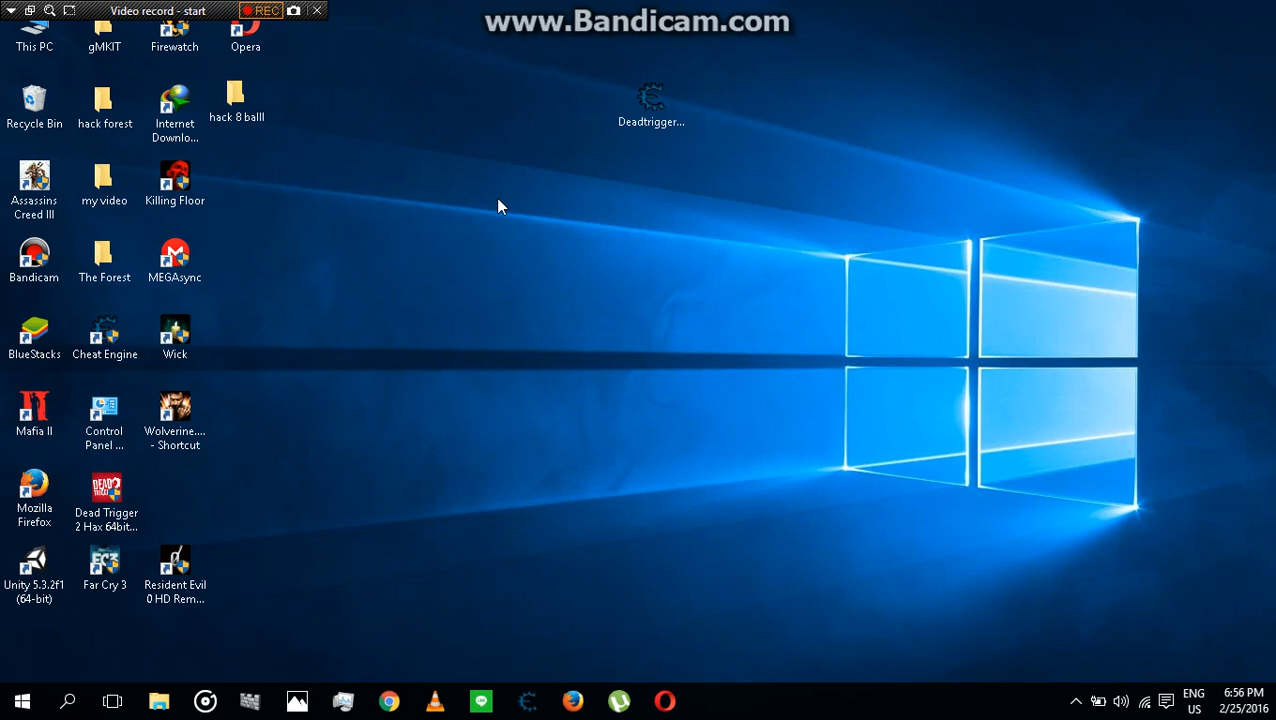 Video record - start
REC
www.Bandicam.com
This PC
gMKIT
Firewatch
Opera
Recycle Bin
hack forest
Internet
Downlo...
hack 8 balll
Deadtrigger...
Assassins
Creed III
my video
Killing Floor
Bandicam
The Forest
MEGAsync
BlueStacks
Cheat Engine
Wick
Mafia II
Control
Panel ...
Wolverine....
- Shortcut
Mozilla
Firefox
DEAD
Dead Trigger
2 Hax 64bit...
Unity 5.3.2f1
(64-bit)
FC3
Far Cry 3
Resident Evil
0 HD Rem...
LINE
ENG
US
6:56 PM
2/25/2016